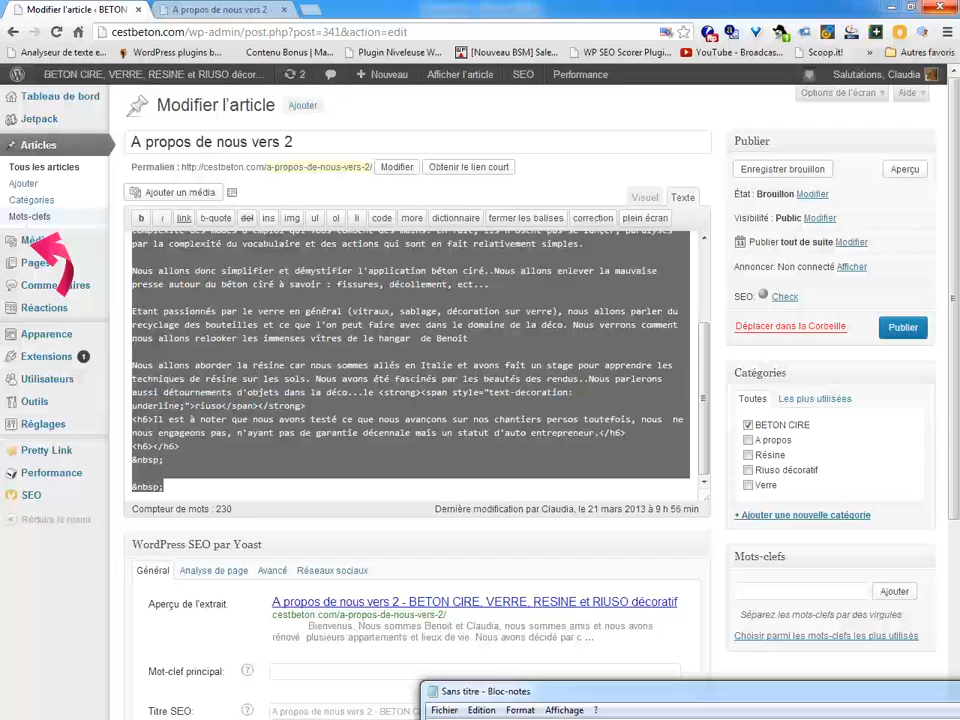 Modifier l'article ‹ BETON
A propos de nous vers 2 -
cestbeton.com/wp-admin/post.php?post=341&action=edit
Analyseur de texte e...
WordPress plugins b...
Contenu Bonus | Ma...
Plugin Niveleuse W...
[Nouveau BSM] Sale...
WP SEO Scorer Plug...
YouTube - Broadcas...
Scoop.it!
»
Autres favoris
BETON CIRE, VERRE, RESINE et RIUSO décor...
2
Nouveau
Afficher l'article
SEO
Performance
Salutations, Claudia
Tableau de bord
Jetpack
Articles
Tous les articles
Ajouter
Catégories
Mots-clefs
Pages
Réactions
Apparence
Extensions 1
Utilisateurs
Outils
Réglages
Pretty Link
Performance
SEO
Réduire le menu
Options de l'écran
Aide
Modifier l'article
Ajouter
A propos de nous vers 2
Permalien : http://cestbeton.com/a-propos-de-nous-vers-2/
Modifier
Obtenir le lien court
Ajouter un média
Visuel
Texte
b
i
link
b-quote
del
ins
img
ul
ol
li
code
more
dictionnaire
fermer les balises
correction
plein écran
par la complexité du vocabulaire et des actions qui sont en fait relativement simples.
Nous allons donc simplifier et démystifier l'application béton ciré..Nous allons enlever la mauvaise
presse autour du béton ciré à savoir : fissures, décollement, ect...
Etant passionnés par le verre en général (vitraux, sablage, décoration sur verre), nous allons parler du
recyclage des bouteilles et ce que l'on peut faire avec dans le domaine de la déco. Nous verrons comment
nous allons relooker les immenses vitres de le hangar  de Benoit
Nous allons aborder la résine car nous sommes allés en Italie et avons fait un stage pour apprendre les
techniques de résine sur les sols. Nous avons été fascinés par les beautés des rendus..Nous parlerons
aussi détournements d'objets dans la déco...le <strong><span style="text-decoration:
underline;">riuso</span></strong>
<h6>Il est à noter que nous avons testé ce que nous avançons sur nos chantiers persos toutefois, nous  ne
nous engageons pas, n'ayant pas de garantie décennale mais un statut d'auto entrepreneur.</h6>
<h6></h6>
&nbsp;
&nbsp;
Compteur de mots : 230
Dernière modification par Claudia, le 21 mars 2013 à 9 h 56 min
WordPress SEO par Yoast
Général
Analyse de page
Avancé
Réseaux sociaux
Aperçu de l'extrait:
A propos de nous vers 2 - BETON CIRE, VERRE, RESINE et RIUSO décoratif
cestbeton.com/a-propos-de-nous-vers-2/
Bienvenue, Nous sommes Benoit et Claudia, nous sommes amis et nous avons
rénové  plusieurs appartements et lieux de vie. Nous avons décidé par c ...
Mot-clef principal:
?
Titre SEO:
?
A propos de nous vers 2 - BETON C
Publier
Enregistrer brouillon
Aperçu
État : Brouillon Modifier
Visibilité : Public Modifier
Publier tout de suite Modifier
Annoncer: Non connecté Afficher
SEO: Check
Déplacer dans la Corbeille
Publier
Catégories
Toutes
Les plus utilisées
BETON CIRE
A propos
Résine
Riuso décoratif
Verre
+ Ajouter une nouvelle catégorie
Mots-clefs
Ajouter
Séparez les mots-clefs par des virgules
Choisir parmi les mots-clefs les plus utilisés
Sans titre - Bloc-notes
Fichier
Edition
Format
Affichage
?